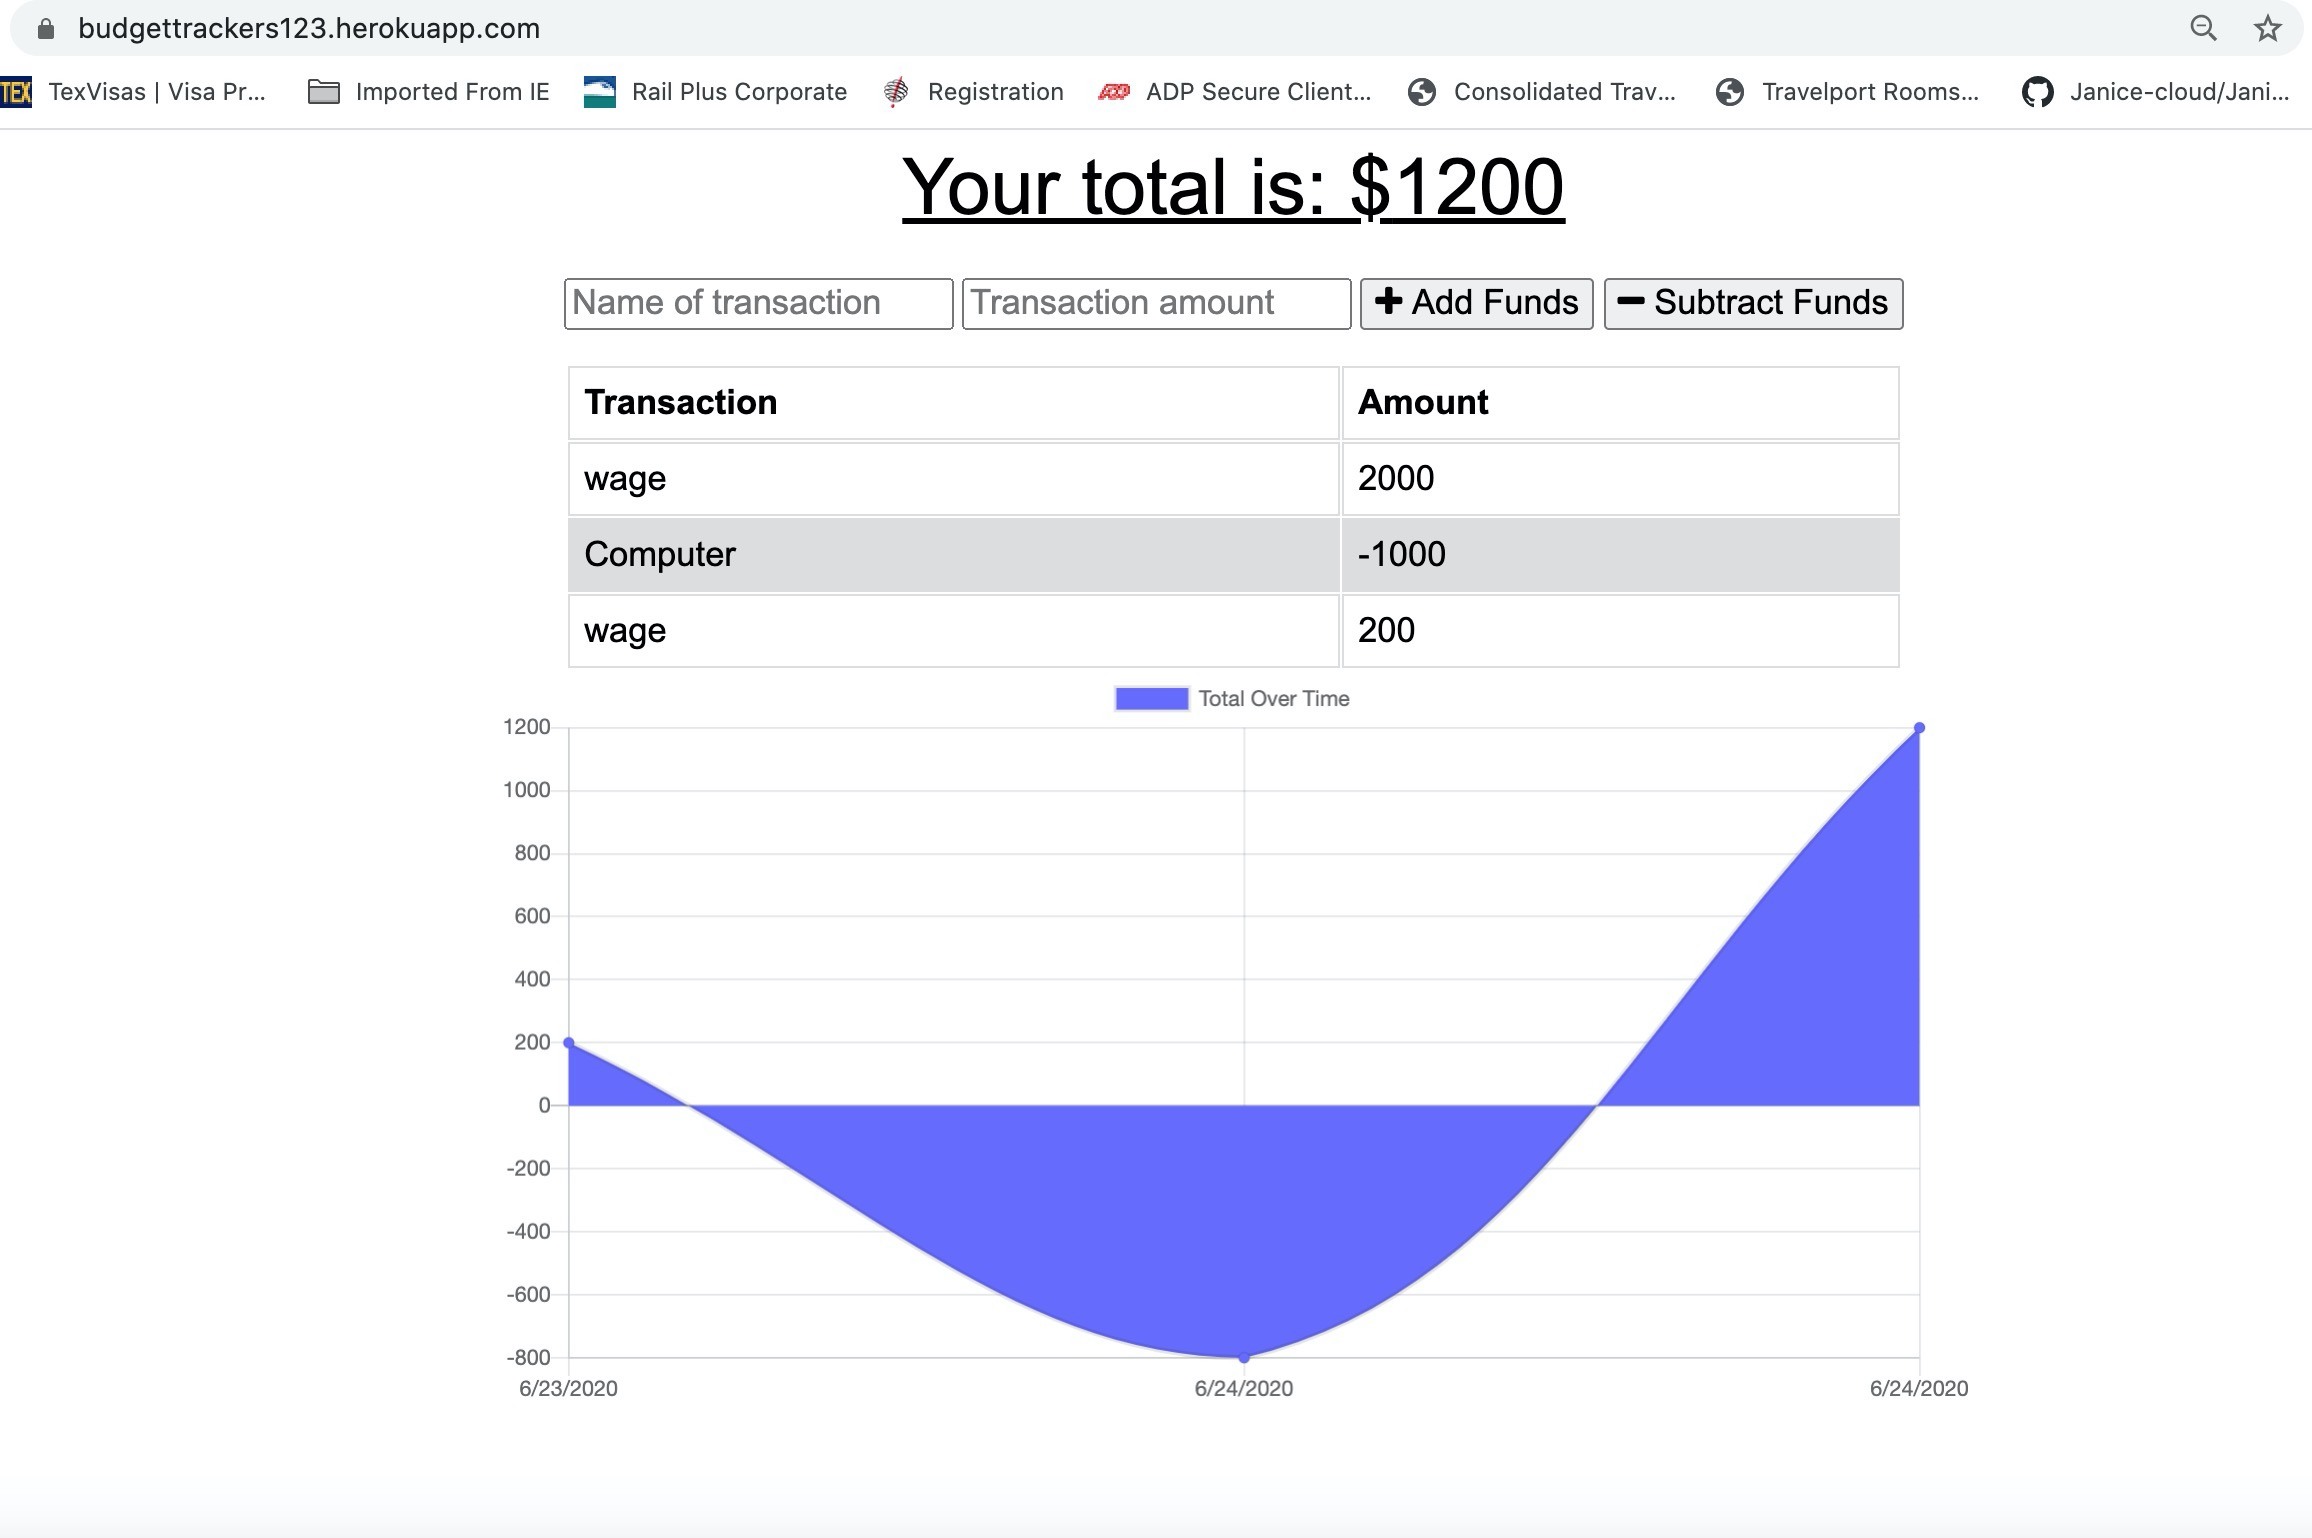 budgettrackers123.herokuapp.com
TEX TexVisas | Visa Pr... Imported From IE Rail Plus Corporate Registration ADP ADP Secure Client... Consolidated Trav... Travelport Rooms... Janice-cloud/Jani...
Your total is: $1200
Name of transaction Transaction amount Add Funds Subtract Funds
Transaction Amount
wage 2000
Computer -1000
wage 200
Total Over Time
1200
1000
800
600
400
200
0
-200
-400
-600
-800
6/23/2020 6/24/2020 6/24/2020